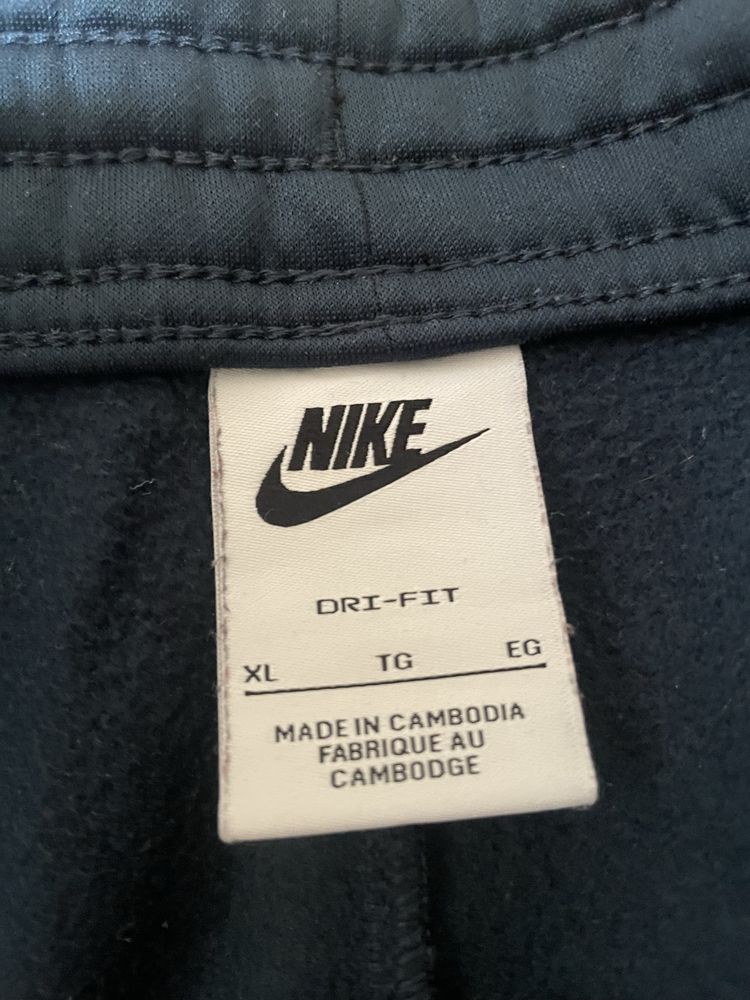 NIKE
DRI-FIT
XL TG EG
MADE IN CAMBODIA
FABRIQUE AU
CAMBODGE